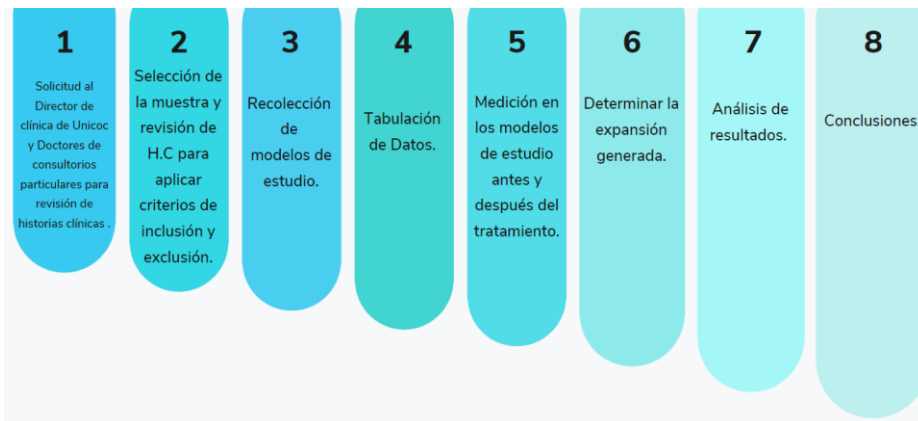 1
Solicitud al
Director de
clínica de Unicoc
y Doctores de
consultorios
particulares para
revisión de
historias clínicas .
2
Selección de
la muestra y
revisión de
H.C para
aplicar
criterios de
inclusión y
exclusión.
3
Recolección
de
modelos de
estudio.
4
Tabulación
de Datos.
5
Medición en
los modelos
de estudio
antes y
después del
tratamiento.
6
Determinar la
expansión
generada.
7
Análisis de
resultados.
8
Conclusiones.